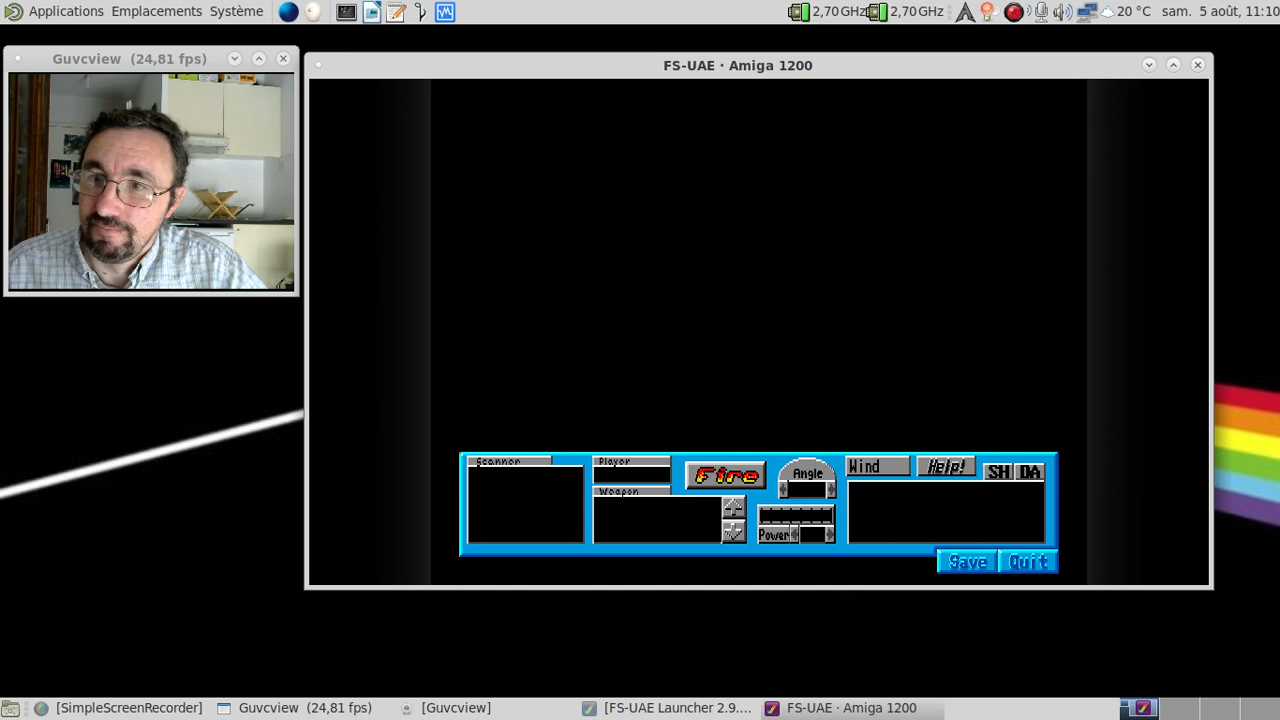 Applications Emplacements Système
2,70 GHz 2,70 GHz 20 °C sam. 5 août, 11:10
Guvcview (24,81 fps)
FS-UAE · Amiga 1200
Scanner
Player
Weapon
Fire
Angle
Power
Wind
Help!
SH DA
Save Quit
[SimpleScreenRecorder] Guvcview (24,81 fps) [Guvcview] [FS-UAE Launcher 2.9.... FS-UAE · Amiga 1200